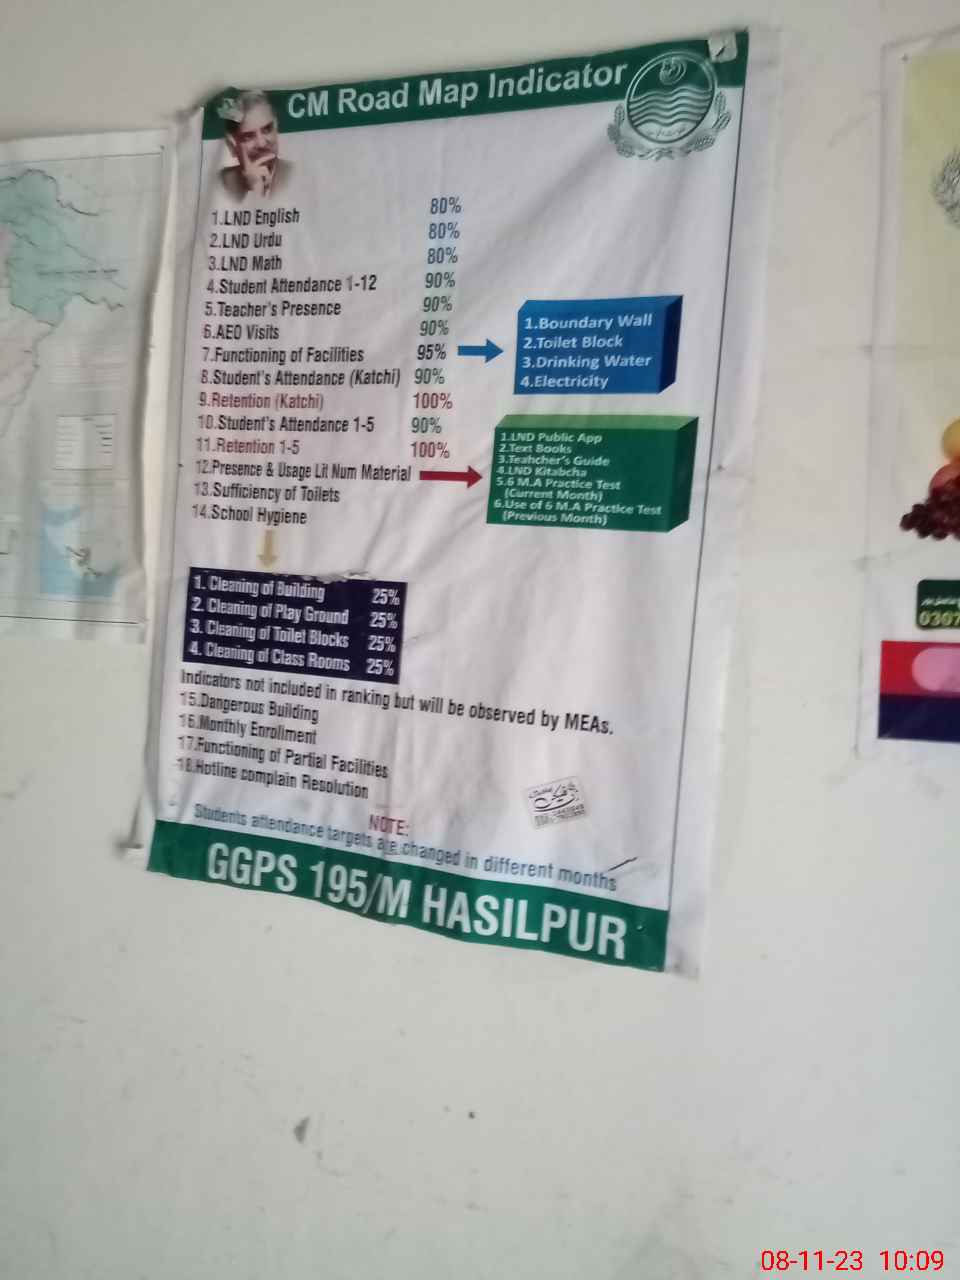 CM Road Map Indicator
1.LND English 80%
2.LND Urdu 80%
3.LND Math 80%
4.Student Attendance 1-12 90%
5.Teacher's Presence 90%
6.AEO Visits 90%
7.Functioning of Facilities 95%
8.Student's Attendance (Katchi) 90%
9.Retention (Katchi) 100%
10.Student's Attendance 1-5 90%
11.Retention 1-5 100%
12.Presence & Usage Lit Num Material
13.Sufficiency of Toilets
14.School Hygiene
1.Boundary Wall
2.Toilet Block
3.Drinking Water
4.Electricity
1.LND Public App
2.Text Books
3.Teahcher's Guide
4.LND Kitabcha
5.6 M.A Practice Test
(Current Month)
6.Use of 6 M.A Practice Test
(Previous Month)
1. Cleaning of Building 25%
2. Cleaning of Play Ground 25%
3. Cleaning of Toilet Blocks 25%
4. Cleaning of Class Rooms 25%
Indicators not included in ranking but will be observed by MEAs.
15.Dangerous Building
16.Monthly Enrollment
17.Functioning of Partial Facilities
18.Hotline complain Resolution
NOTE:
Students attendance targets are changed in different months
GGPS 195/M HASILPUR
0307
08-11-23 10:09